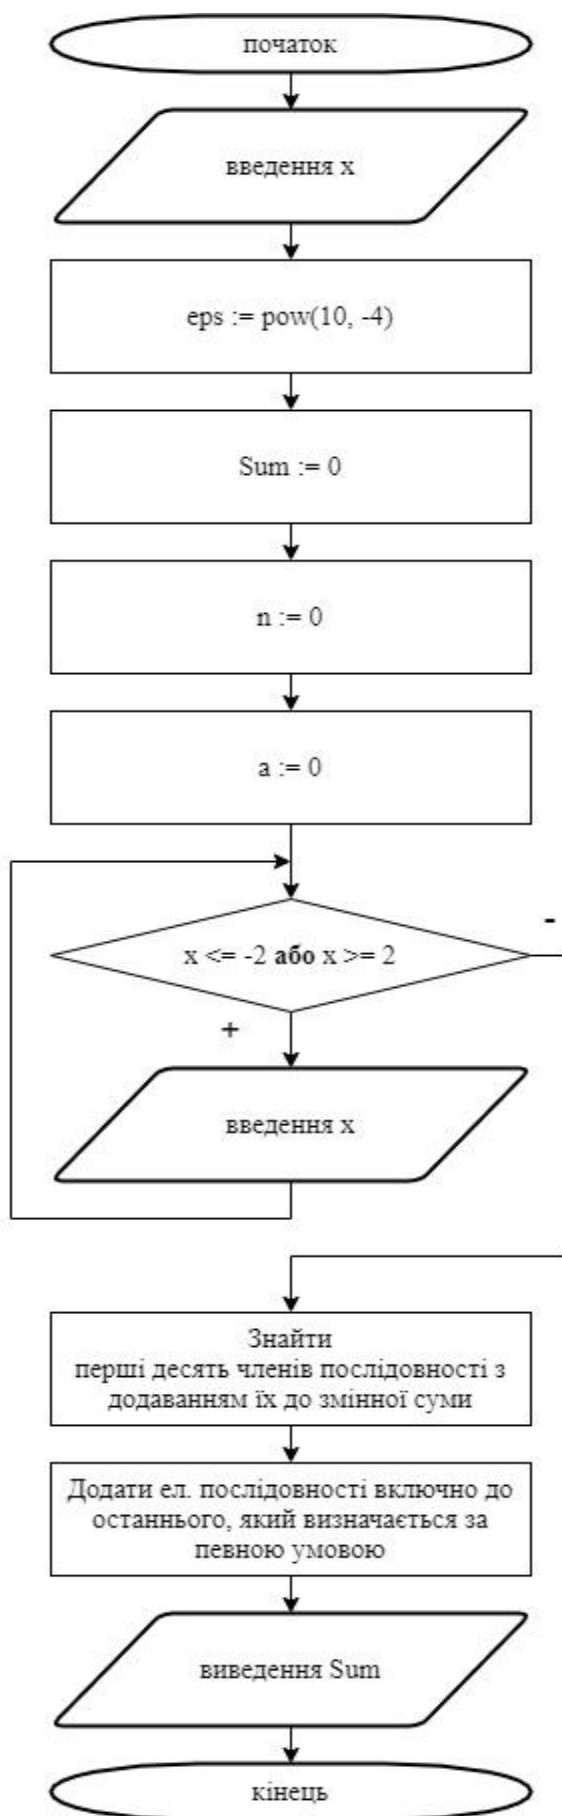 початок
введення x
eps := pow(10, -4)
Sum := 0
n := 0
a := 0
x <= -2 або x >= 2
-
+
введення x
Знайти
перші десять членів послідовності з
додаванням їх до змінної суми
Додати ел. послідовності включно до
останнього, який визначається за
певною умовою
виведення Sum
кінець